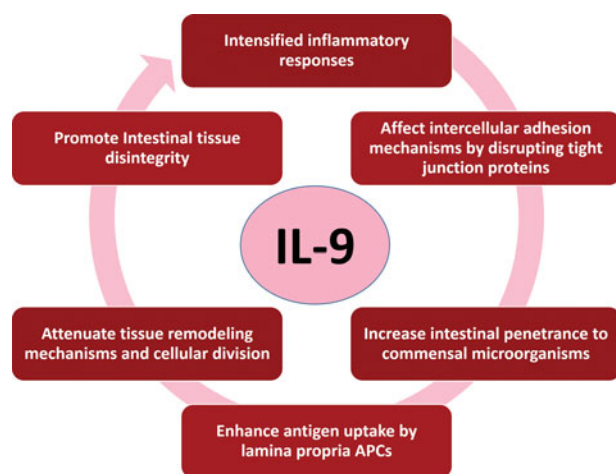 Intensified inflammatory
responses
Affect intercellular adhesion
mechanisms by disrupting tight
junction proteins
Increase intestinal penetrance to
commensal microorganisms
Enhance antigen uptake by
lamina propria APCs
Attenuate tissue remodeling
mechanisms and cellular division
Promote Intestinal tissue
disintegrity
IL-9